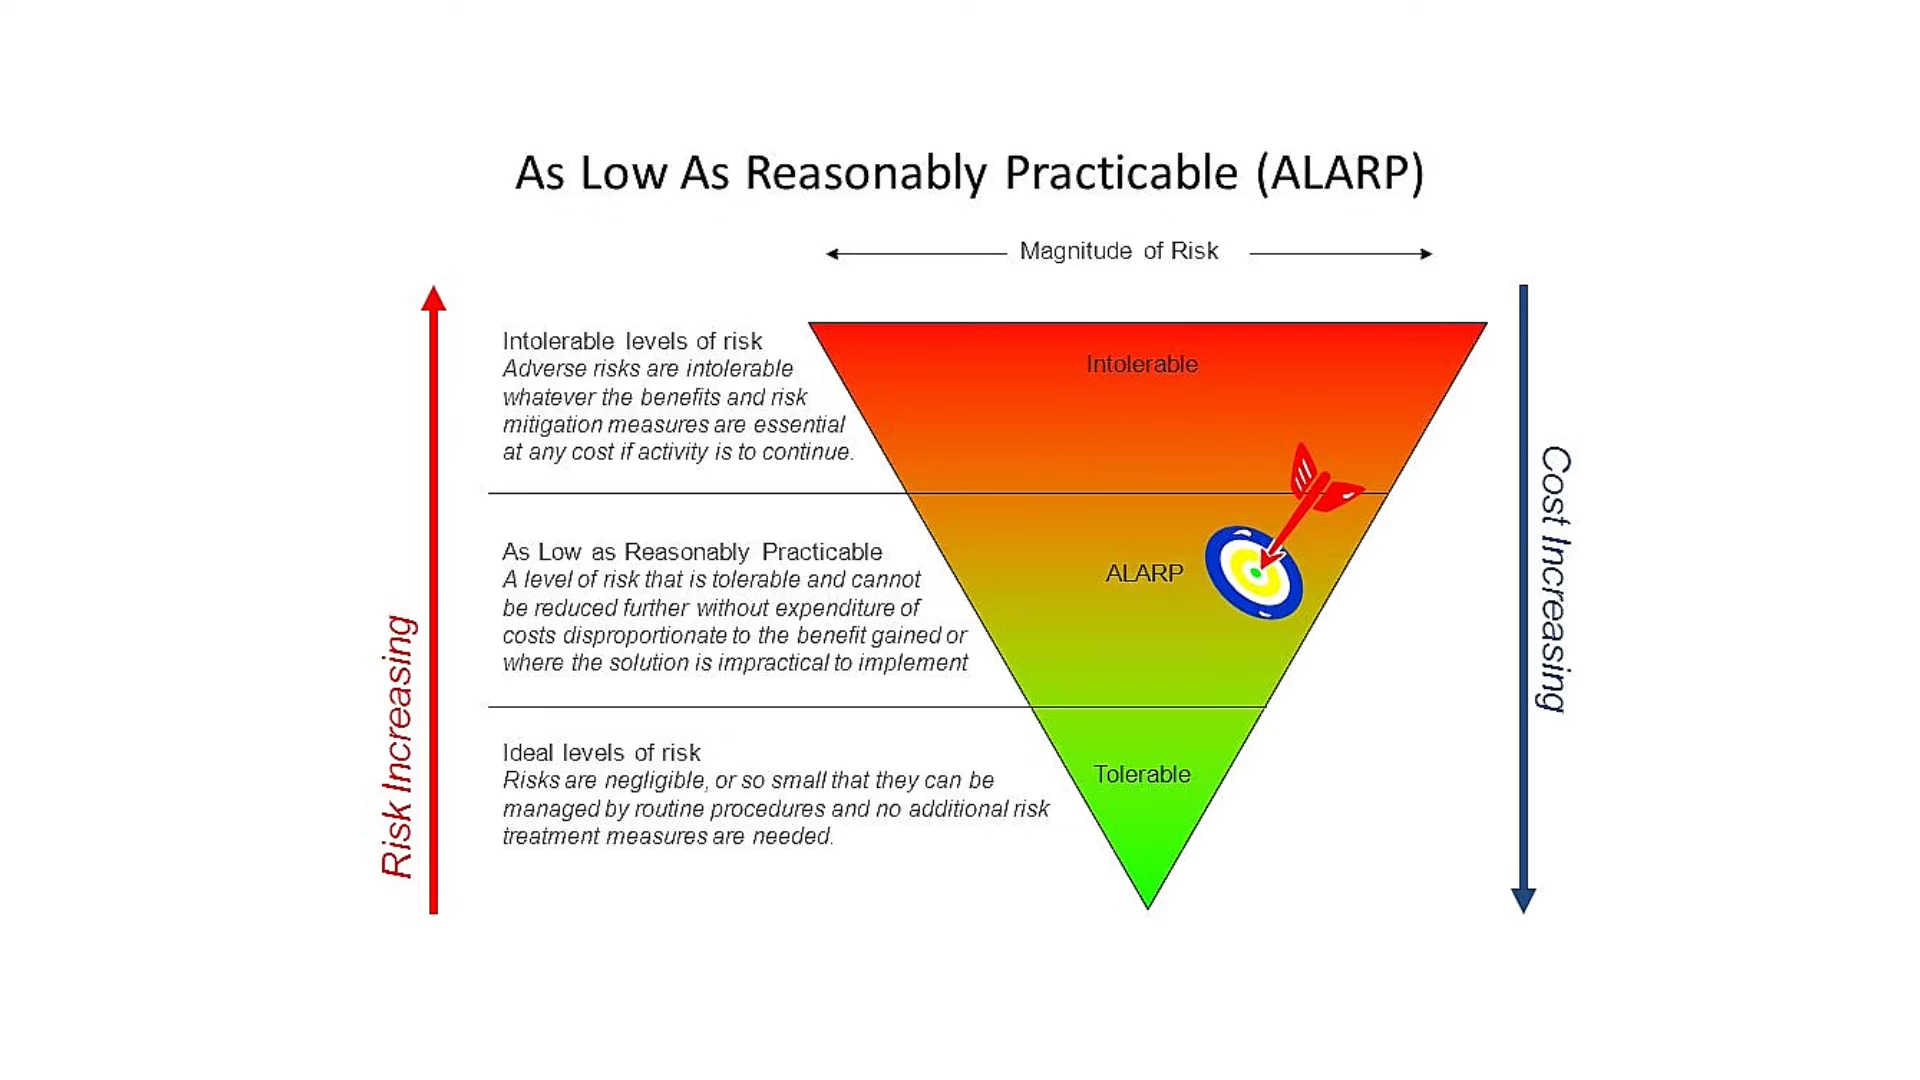 As Low As Reasonably Practicable (ALARP)
Magnitude of Risk
Intolerable levels of risk
Adverse risks are intolerable
whatever the benefits and risk
mitigation measures are essential
at any cost if activity is to continue.
Intolerable
As Low as Reasonably Practicable
A level of risk that is tolerable and cannot
be reduced further without expenditure of
costs disproportionate to the benefit gained or
where the solution is impractical to implement
ALARP
Ideal levels of risk
Risks are negligible, or so small that they can be
managed by routine procedures and no additional risk
treatment measures are needed.
Tolerable
Risk Increasing
Cost Increasing